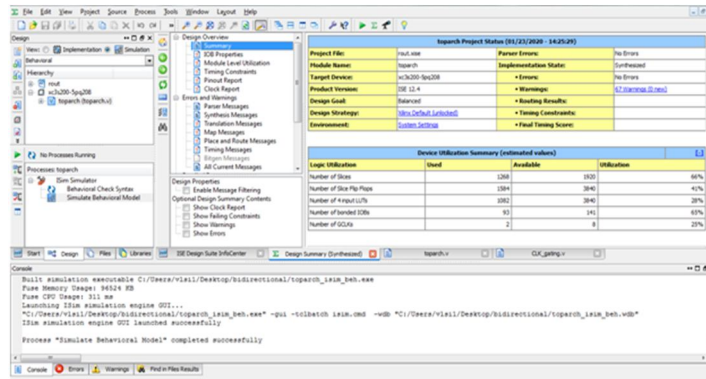 File Edit View Project Source Process Tools Window Layout Help
Design
View: Implementation Simulation
Behavioral
Hierarchy
rout
xc3s200-5pq208
toparch (toparch.v)
No Processes Running
Processes: toparch
ISim Simulator
Behavioral Check Syntax
Simulate Behavioral Model
Start Design Files Libraries
Design Overview
Summary
IOB Properties
Module Level Utilization
Timing Constraints
Pinout Report
Clock Report
Errors and Warnings
Parser Messages
Synthesis Messages
Translation Messages
Map Messages
Place and Route Messages
Timing Messages
Bitgen Messages
All Current Messages
Design Properties
Enable Message Filtering
Optional Design Summary Contents
Show Clock Report
Show Failing Constraints
Show Warnings
Show Errors
toparch Project Status (01/23/2020 - 14:25:29)
Project File: rout.xise Parser Errors: No Errors
Module Name: toparch Implementation State: Synthesized
Target Device: xc3s200-5pq208 • Errors: No Errors
Product Version: ISE 12.4 • Warnings: 67 Warnings (0 new)
Design Goal: Balanced • Routing Results:
Design Strategy: Xilinx Default (unlocked) • Timing Constraints:
Environment: System Settings • Final Timing Score:
Device Utilization Summary (estimated values) [-]
Logic Utilization Used Available Utilization
Number of Slices 1268 1920 66%
Number of Slice Flip Flops 1584 3840 41%
Number of 4 input LUTs 1082 3840 28%
Number of bonded IOBs 93 141 65%
Number of GCLKs 2 8 25%
ISE Design Suite InfoCenter Design Summary (Synthesized) toparch.v CLK_gating.v
Console
Built simulation executable C:/Users/vlsi1/Desktop/bidirectional/toparch_isim_beh.exe
Fuse Memory Usage: 96524 KB
Fuse CPU Usage: 311 ms
Launching ISim simulation engine GUI...
"C:/Users/vlsi1/Desktop/bidirectional/toparch_isim_beh.exe" -gui -tclbatch isim.cmd -wdb "C:/Users/vlsi1/Desktop/bidirectional/toparch_isim_beh.wdb"
ISim simulation engine GUI launched successfully
Process "Simulate Behavioral Model" completed successfully
Console Errors Warnings Find in Files Results